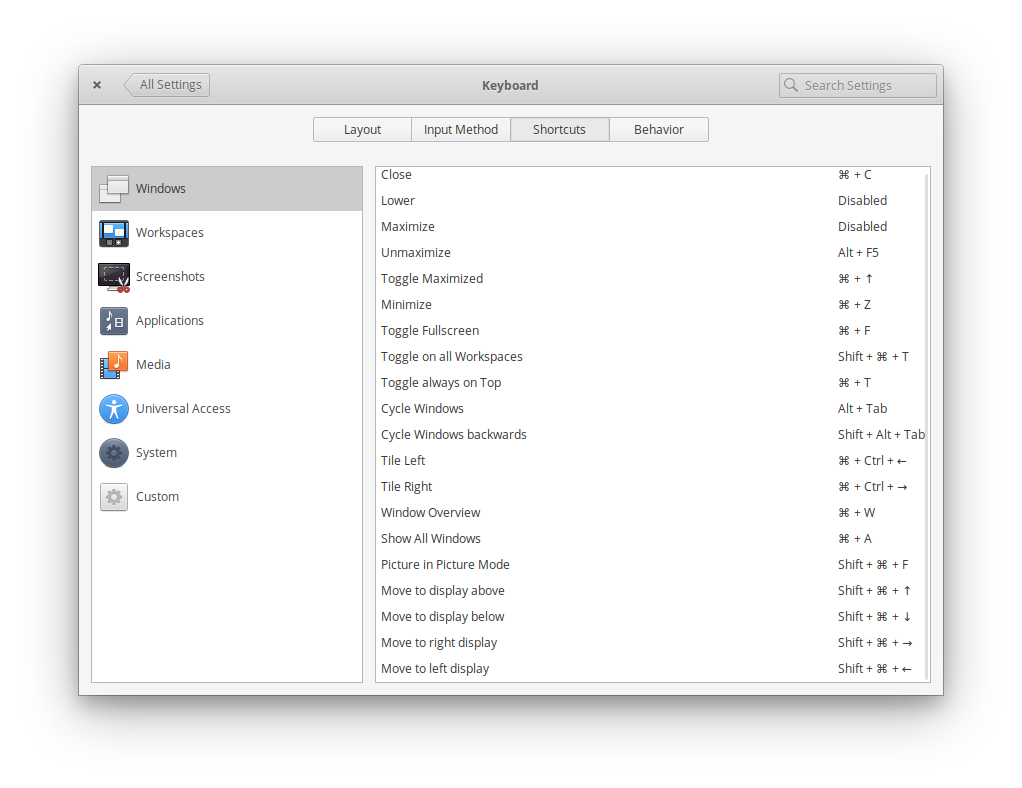 All Settings
Keyboard
Search Settings
Layout
Input Method
Shortcuts
Behavior
Windows
Workspaces
Screenshots
Applications
Media
Universal Access
System
Custom
Close ⌘ + C
Lower Disabled
Maximize Disabled
Unmaximize Alt + F5
Toggle Maximized ⌘ + ↑
Minimize ⌘ + Z
Toggle Fullscreen ⌘ + F
Toggle on all Workspaces Shift + ⌘ + T
Toggle always on Top ⌘ + T
Cycle Windows Alt + Tab
Cycle Windows backwards Shift + Alt + Tab
Tile Left ⌘ + Ctrl + ←
Tile Right ⌘ + Ctrl + →
Window Overview ⌘ + W
Show All Windows ⌘ + A
Picture in Picture Mode Shift + ⌘ + F
Move to display above Shift + ⌘ + ↑
Move to display below Shift + ⌘ + ↓
Move to right display Shift + ⌘ + →
Move to left display Shift + ⌘ + ←